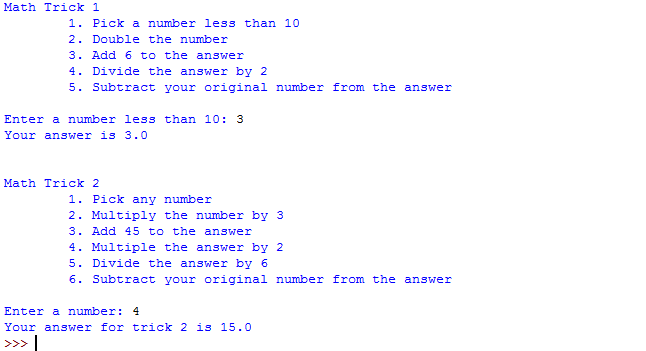 Math Trick 1
1. Pick a number less than 10
2. Double the number
3. Add 6 to the answer
4. Divide the answer by 2
5. Subtract your original number from the answer
Enter a number less than 10: 3
Your answer is 3.0
Math Trick 2
1. Pick any number
2. Multiply the number by 3
3. Add 45 to the answer
4. Multiple the answer by 2
5. Divide the answer by 6
6. Subtract your original number from the answer
Enter a number: 4
Your answer for trick 2 is 15.0
>>>